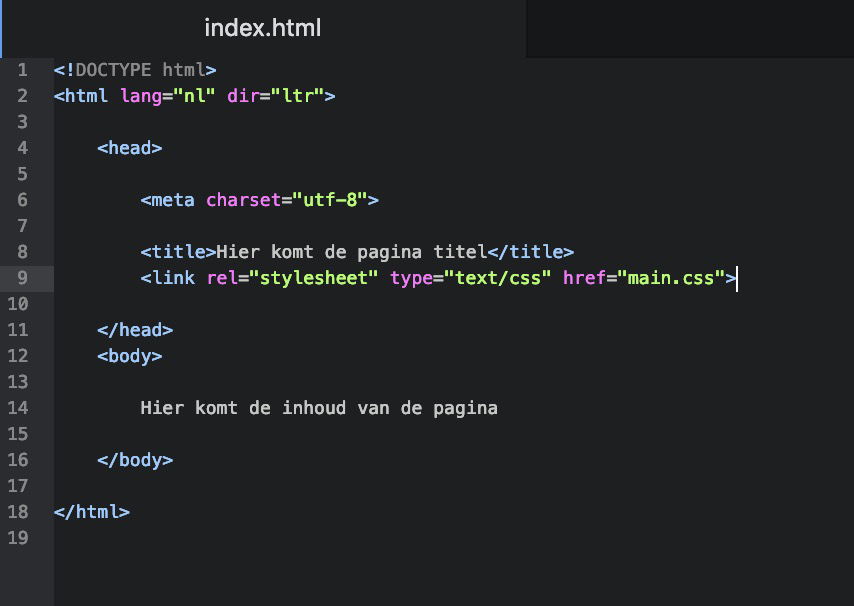 index.html
1 <!DOCTYPE html>
2 <html lang="nl" dir="ltr">
3
4 <head>
5
6 <meta charset="utf-8">
7
8 <title>Hier komt de pagina titel</title>
9 <link rel="stylesheet" type="text/css" href="main.css">
10
11 </head>
12 <body>
13
14 Hier komt de inhoud van de pagina
15
16 </body>
17
18 </html>
19